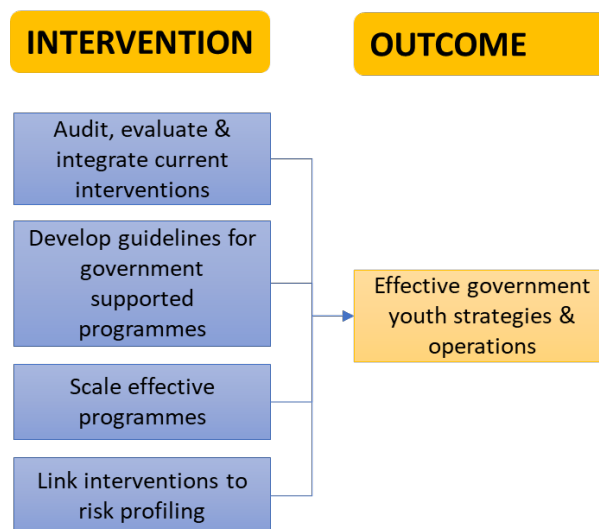 INTERVENTION
OUTCOME
Audit, evaluate &
integrate current
interventions
Develop guidelines for
government
supported
programmes
Scale effective
programmes
Link interventions to
risk profiling
Effective government
youth strategies &
operations